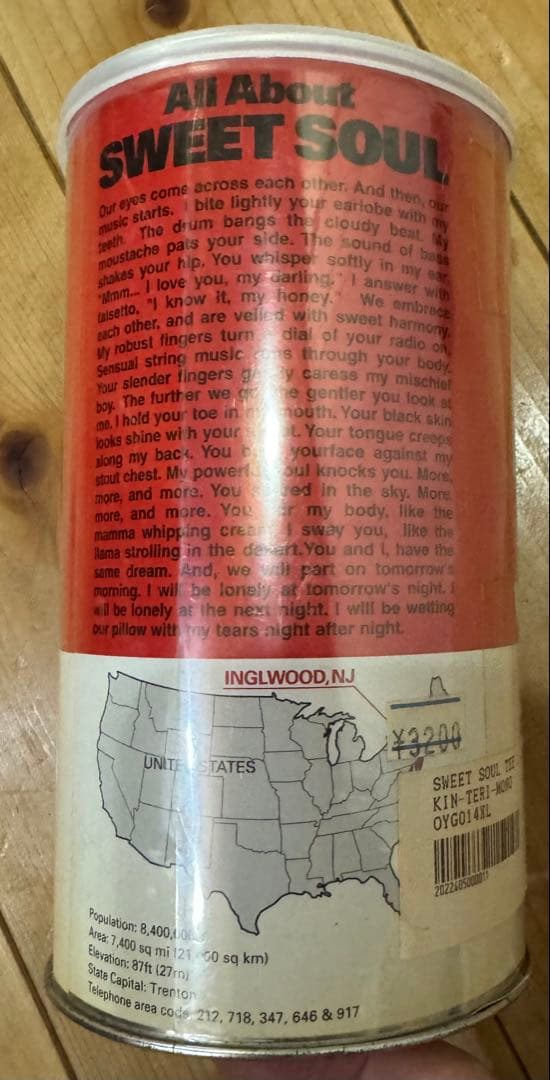 All About
SWEET SOUL
Our eyes come across each other. And then, our
music starts. I bite lightly your earlobe with my
teeth. The drum bangs the cloudy beat. My
moustache pats your side. The sound of bass
shakes your hip. You whisper softly in my ear.
"Mmm... I love you, my darling." I answer with
falsetto. "I know it, my honey." We embrace
each other, and are veiled with sweet harmony.
My robust fingers turn dial of your radio on.
Sensual string music through your body.
Your slender fingers caress my mischief
boy. The further we gentler you look at
me. I hold your toe in mouth. Your black skin
looks shine with your Your tongue creeps
along my back. You yourface against my
stout chest. My powerful soul knocks you. More,
more, and more. You in the sky. More
more, and more. You my body, like the
mamma whipping cream I sway you, like the
llama strolling in the desert.You and I, have the
same dream. And, we will part on tomorrow's
morning. I will be lonely at tomorrow's night. I
will be lonely at the next night. I will be wetting
our pillow with my tears night after night.
INGLWOOD,NJ
UNITED STATES
¥3200
SWEET SOUL TEE
KIN-TERI-MONO
OYG014XL
Population: 8,400,
Area: 7,400 sq mi (21 sq km)
Elevation: 87ft (27m)
State Capital: Trenton
Telephone area code 212, 718, 347, 646 & 917